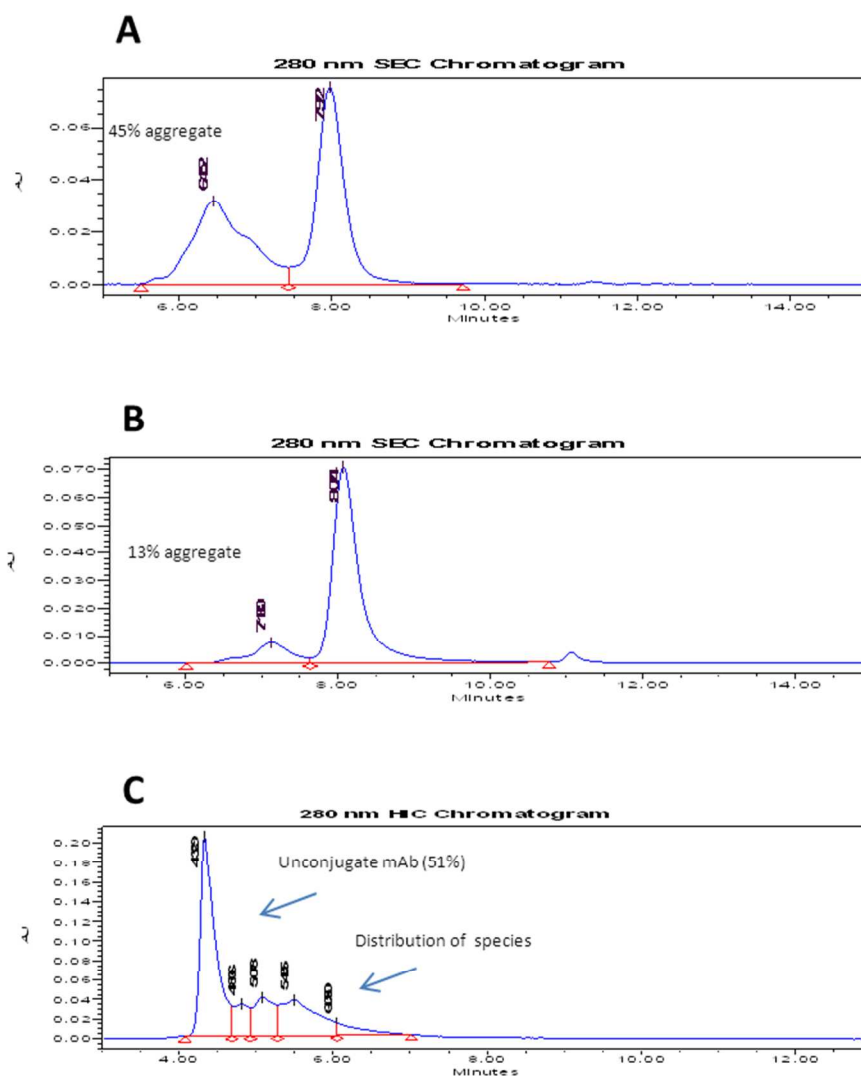 A
280 nm SEC Chromatogram
45% aggregate
0.06
0.04
0.02
0.00
AU
6.00 8.00 10.00 12.00 14.00
Minutes
B
280 nm SEC Chromatogram
0.070
0.060
0.050
13% aggregate
0.040
0.030
0.020
0.010
0.000
AU
6.00 8.00 10.00 12.00 14.00
Minutes
C
280 nm HIC Chromatogram
0.20
0.18
Unconjugate mAb (51%)
0.16
0.14
0.12
0.10
Distribution of species
0.08
0.06
0.04
0.02
0.00
AU
4.00 6.00 8.00 10.00 12.00
Minutes